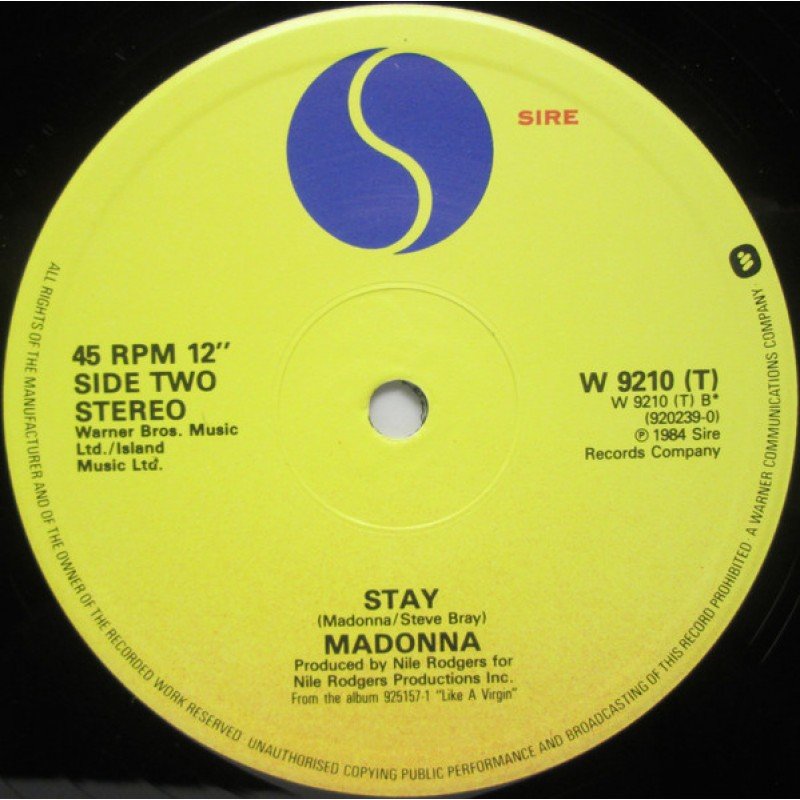 SIRE
45 RPM 12"
SIDE TWO
STEREO
Warner Bros. Music
Ltd./Island
Music Ltd.
W 9210 (T)
W 9210 (T) B*
(920239-0)
℗ 1984 Sire
Records Company
STAY
(Madonna/Steve Bray)
MADONNA
Produced by Nile Rodgers for
Nile Rodgers Productions Inc.
From the album 925157-1 "Like A Virgin"
ALL RIGHTS OF THE MANUFACTURER AND OF THE OWNER OF THE RECORDED WORK RESERVED. UNAUTHORISED COPYING PUBLIC PERFORMANCE AND BROADCASTING OF THIS RECORD PROHIBITED. A WARNER COMMUNICATIONS COMPANY